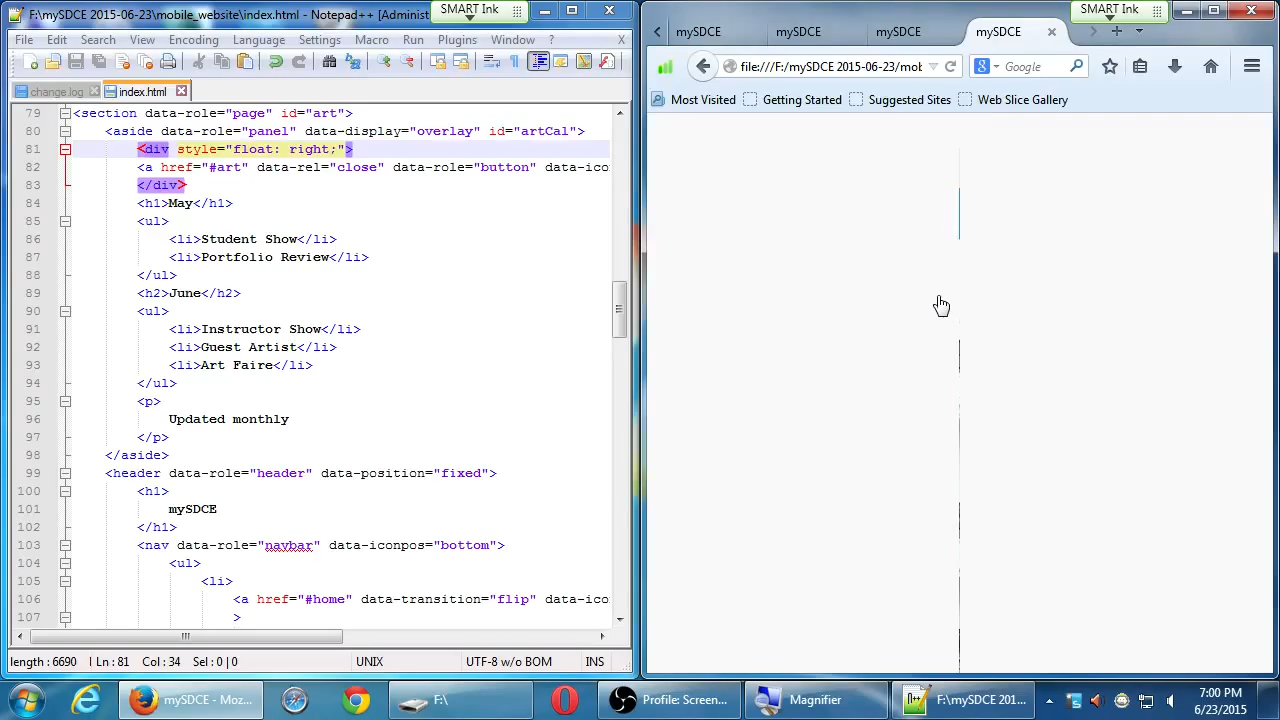 F:\mySDCE 2015-06-23\mobile_website\index.html - Notepad++ [Administ
SMART Ink
File Edit Search View Encoding Language Settings Macro Run Plugins Window ? X
change.log index.html
79 <section data-role="page" id="art">
80 <aside data-role="panel" data-display="overlay" id="artCal">
81 <div style="float: right;">
82 <a href="#art" data-rel="close" data-role="button" data-ico
83 </div>
84 <h1>May</h1>
85 <ul>
86 <li>Student Show</li>
87 <li>Portfolio Review</li>
88 </ul>
89 <h2>June</h2>
90 <ul>
91 <li>Instructor Show</li>
92 <li>Guest Artist</li>
93 <li>Art Faire</li>
94 </ul>
95 <p>
96 Updated monthly
97 </p>
98 </aside>
99 <header data-role="header" data-position="fixed">
100 <h1>
101 mySDCE
102 </h1>
103 <nav data-role="navbar" data-iconpos="bottom">
104 <ul>
105 <li>
106 <a href="#home" data-transition="flip" data-ico
107 >
length : 6690 l Ln : 81 Col : 34 Sel : 0 | 0 UNIX UTF-8 w/o BOM INS
SMART Ink
mySDCE mySDCE mySDCE mySDCE
file:///F:/mySDCE 2015-06-23/mob Google
Most Visited Getting Started Suggested Sites Web Slice Gallery
mySDCE - Moz... F:\ Profile: Screen... Magnifier F:\mySDCE 201...
7:00 PM
6/23/2015